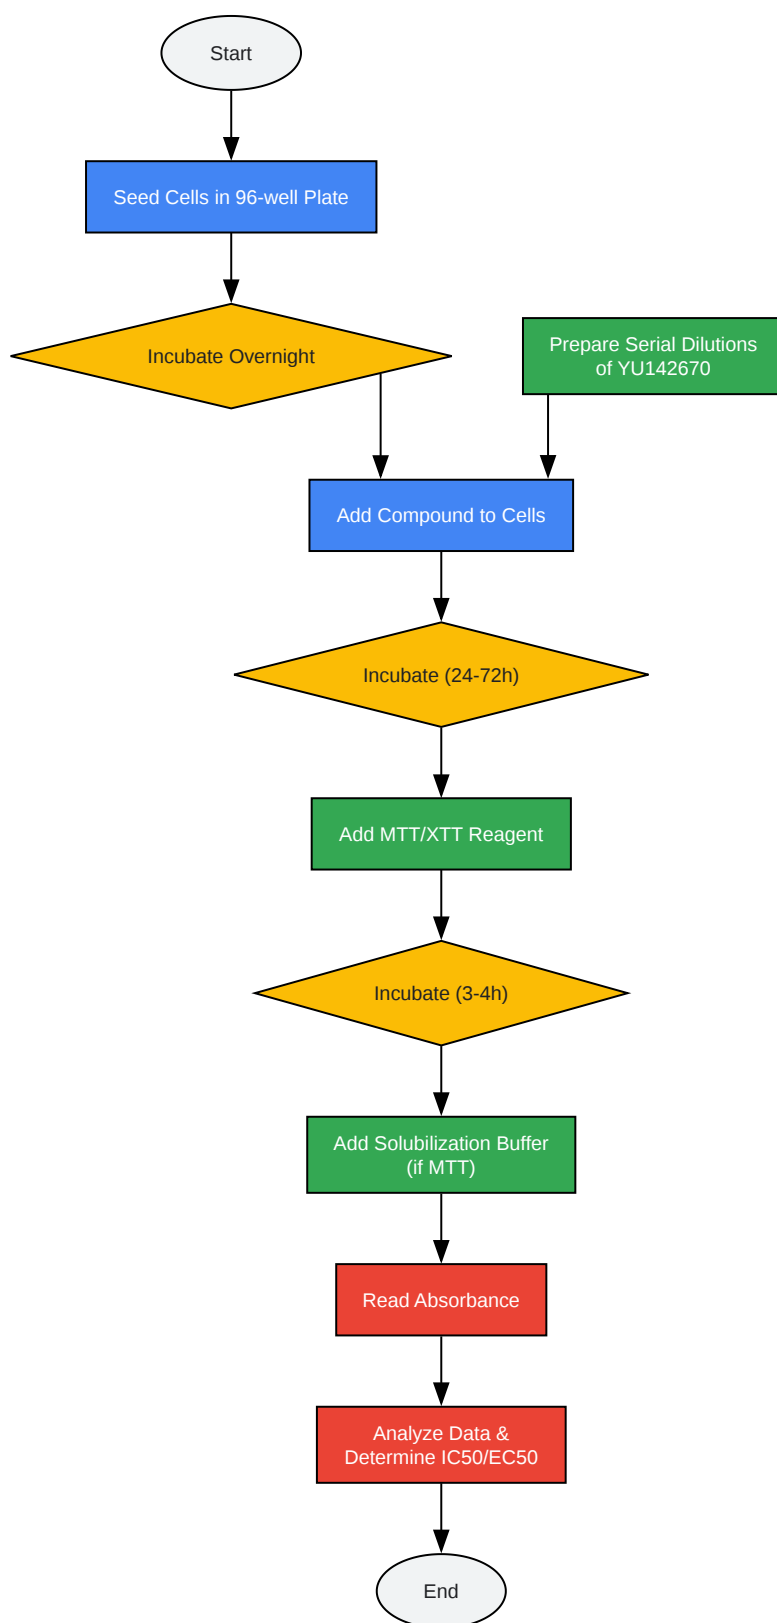 Start
Seed Cells in 96-well Plate
Incubate Overnight
Prepare Serial Dilutions
of YU142670
Add Compound to Cells
Incubate (24-72h)
Add MTT/XTT Reagent
Incubate (3-4h)
Add Solubilization Buffer
(if MTT)
Read Absorbance
Analyze Data &
Determine IC50/EC50
End